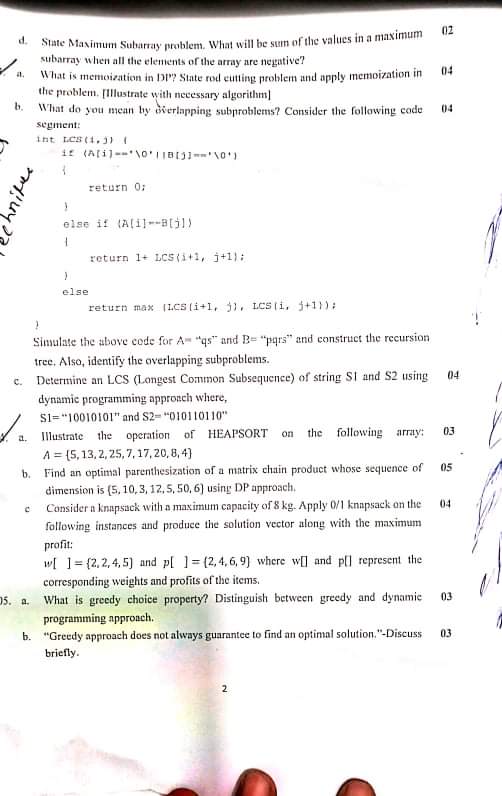 d. State Maximum Subarray problem. What will be sum of the values in a maximum 02
subarray when all the elements of the array are negative?
a. What is memoization in DP? State rod cutting problem and apply memoization in 04
the problem. [Illustrate with necessary algorithm]
b. What do you mean by overlapping subproblems? Consider the following code 04
segment:
int LCS(i,j) {
if (A[i]=='\0'||B[j]=='\0')
{
return 0;
}
else if (A[i]==B[j])
{
return 1+ LCS(i+1, j+1);
}
else
return max (LCS(i+1, j), LCS(i, j+1));
}
Simulate the above code for A= "qs" and B= "pqrs" and construct the recursion
tree. Also, identify the overlapping subproblems.
c. Determine an LCS (Longest Common Subsequence) of string S1 and S2 using 04
dynamic programming approach where,
S1="10010101" and S2="010110110"
a. Illustrate the operation of HEAPSORT on the following array: 03
A = {5, 13, 2, 25, 7, 17, 20, 8, 4}
b. Find an optimal parenthesization of a matrix chain product whose sequence of 05
dimension is {5, 10, 3, 12, 5, 50, 6} using DP approach.
c Consider a knapsack with a maximum capacity of 8 kg. Apply 0/1 knapsack on the 04
following instances and produce the solution vector along with the maximum
profit:
w[ ] = {2, 2, 4, 5} and p[ ] = {2, 4, 6, 9} where w[] and p[] represent the
corresponding weights and profits of the items.
05. a. What is greedy choice property? Distinguish between greedy and dynamic 03
programming approach.
b. "Greedy approach does not always guarantee to find an optimal solution."-Discuss 03
briefly.
2